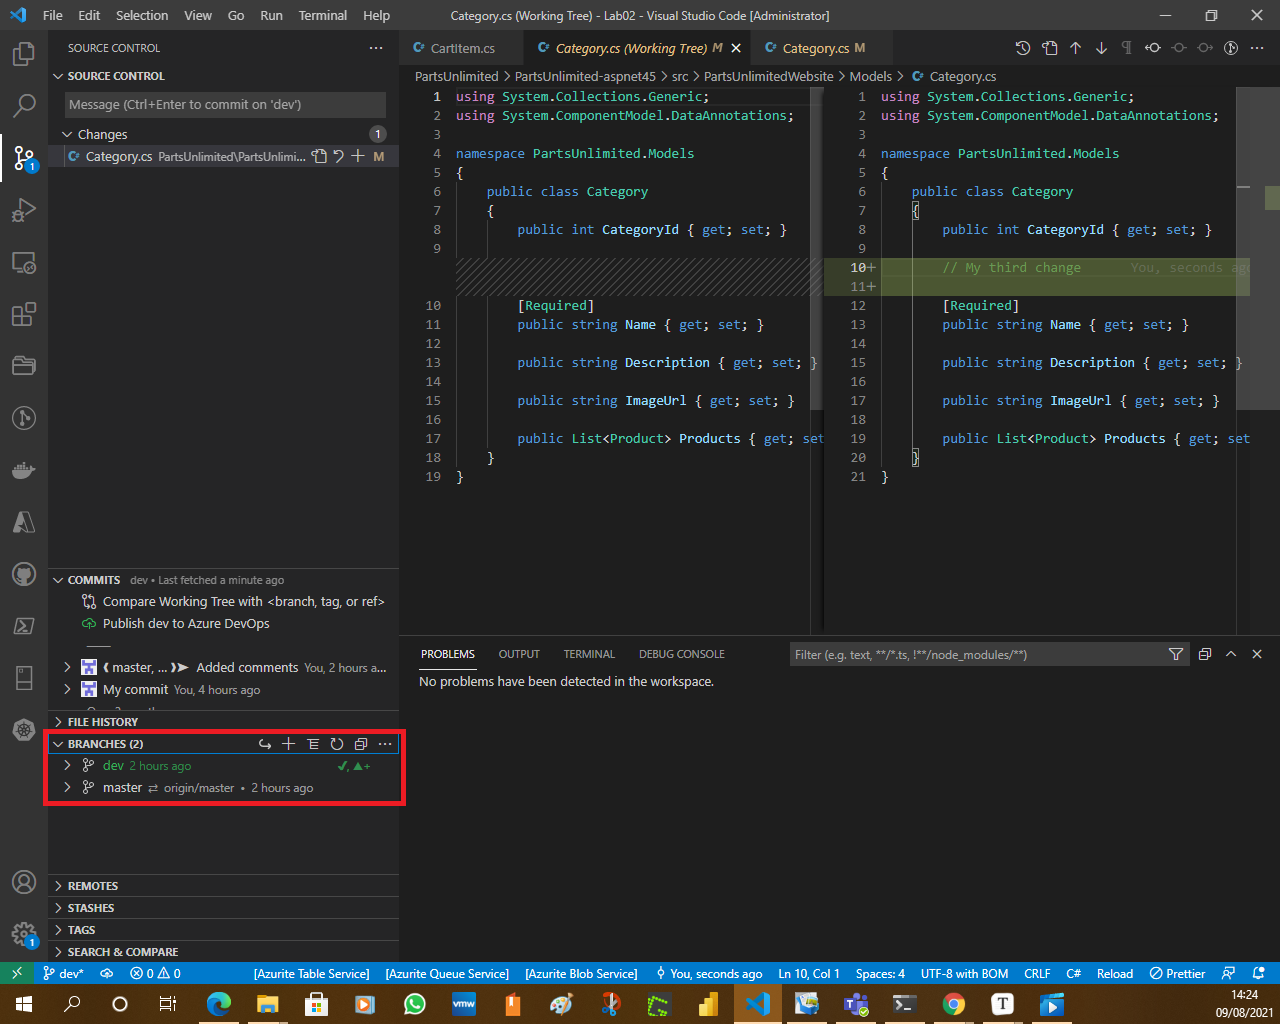 File Edit Selection View Go Run Terminal Help
Category.cs (Working Tree) - Lab02 - Visual Studio Code [Administrator]
SOURCE CONTROL
SOURCE CONTROL
Message (Ctrl+Enter to commit on 'dev')
Changes 1
Category.cs PartsUnlimited\PartsUnlimi... M
1
CartItem.cs
Category.cs (Working Tree) M
Category.cs M
PartsUnlimited > PartsUnlimited-aspnet45 > src > PartsUnlimitedWebsite > Models > Category.cs
1 using System.Collections.Generic;
2 using System.ComponentModel.DataAnnotations;
3
4 namespace PartsUnlimited.Models
5 {
6 public class Category
7 {
8 public int CategoryId { get; set; }
9
10 [Required]
11 public string Name { get; set; }
12
13 public string Description { get; set; }
14
15 public string ImageUrl { get; set; }
16
17 public List<Product> Products { get; set
18 }
19 }
1 using System.Collections.Generic;
2 using System.ComponentModel.DataAnnotations;
3
4 namespace PartsUnlimited.Models
5 {
6 public class Category
7 {
8 public int CategoryId { get; set; }
9
10+ // My third change You, seconds ago
11+
12 [Required]
13 public string Name { get; set; }
14
15 public string Description { get; set; }
16
17 public string ImageUrl { get; set; }
18
19 public List<Product> Products { get; set
20 }
21 }
COMMITS dev • Last fetched a minute ago
Compare Working Tree with <branch, tag, or ref>
Publish dev to Azure DevOps
master, ... Added comments You, 2 hours a...
My commit You, 4 hours ago
FILE HISTORY
BRANCHES (2)
dev 2 hours ago ✓, ▲+
master ⇄ origin/master • 2 hours ago
REMOTES
STASHES
TAGS
SEARCH & COMPARE
1
PROBLEMS OUTPUT TERMINAL DEBUG CONSOLE
Filter (e.g. text, **/*.ts, !**/node_modules/**)
No problems have been detected in the workspace.
dev* 0 0 [Azurite Table Service] [Azurite Queue Service] [Azurite Blob Service] You, seconds ago Ln 10, Col 1 Spaces: 4 UTF-8 with BOM CRLF C# Reload Prettier
vmw
T
14:24
09/08/2021